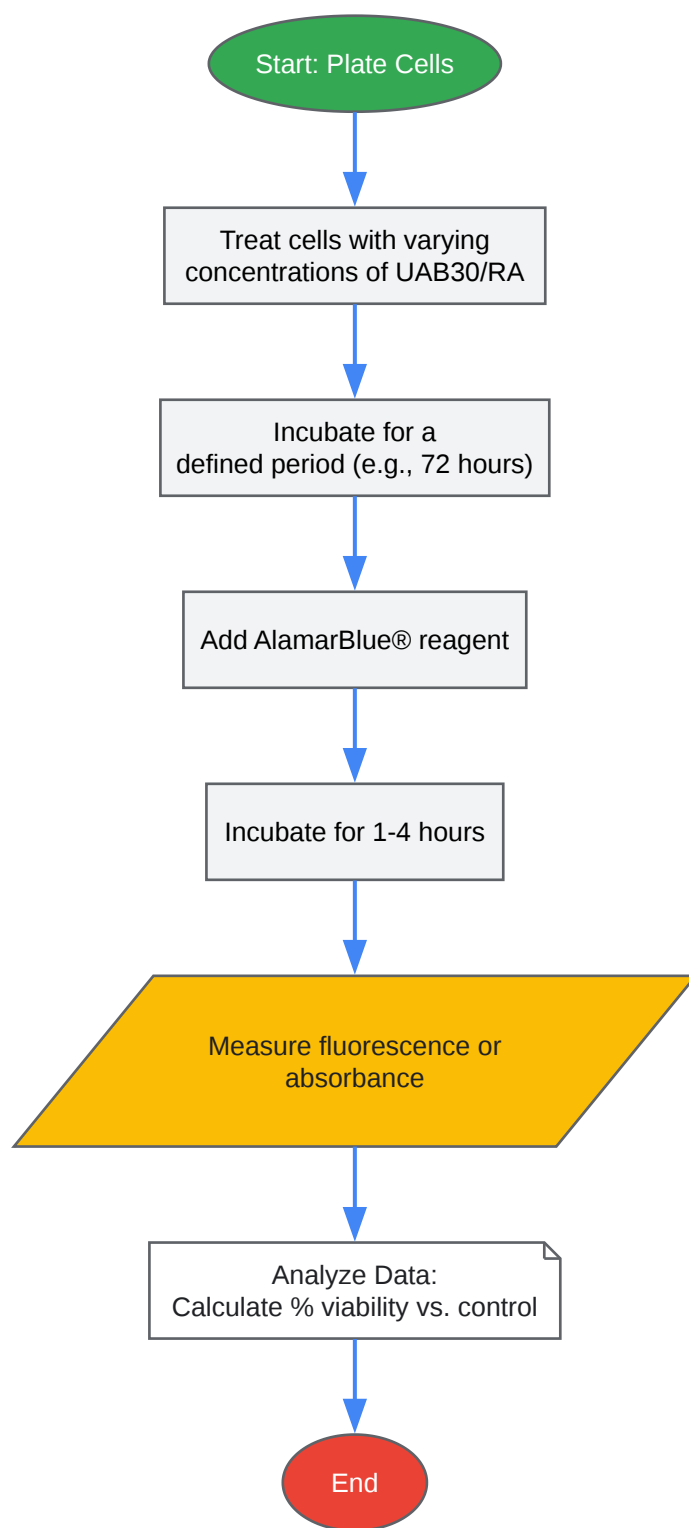 Start: Plate Cells
Treat cells with varying
concentrations of UAB30/RA
Incubate for a
defined period (e.g., 72 hours)
Add AlamarBlue® reagent
Incubate for 1-4 hours
Measure fluorescence or
absorbance
Analyze Data:
Calculate % viability vs. control
End